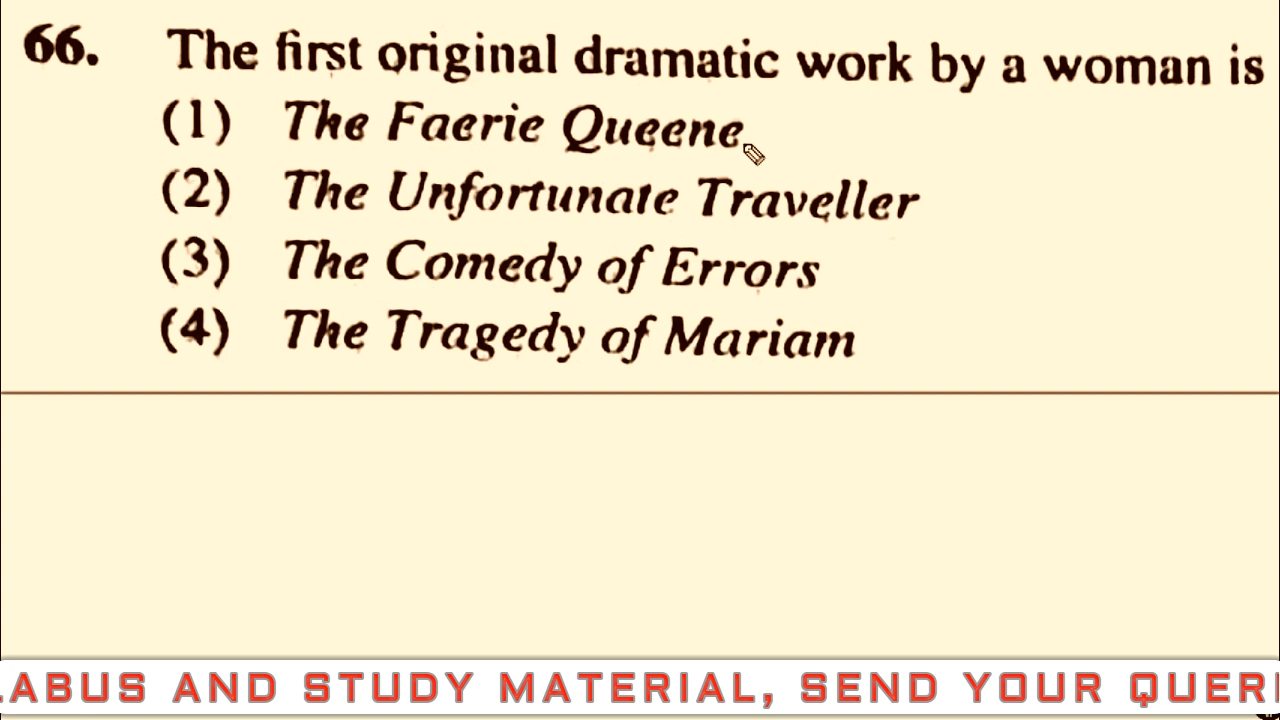 66. The first original dramatic work by a woman is
(1) The Faerie Queene
(2) The Unfortunate Traveller
(3) The Comedy of Errors
(4) The Tragedy of Mariam
LABUS AND STUDY MATERIAL, SEND YOUR QUERI